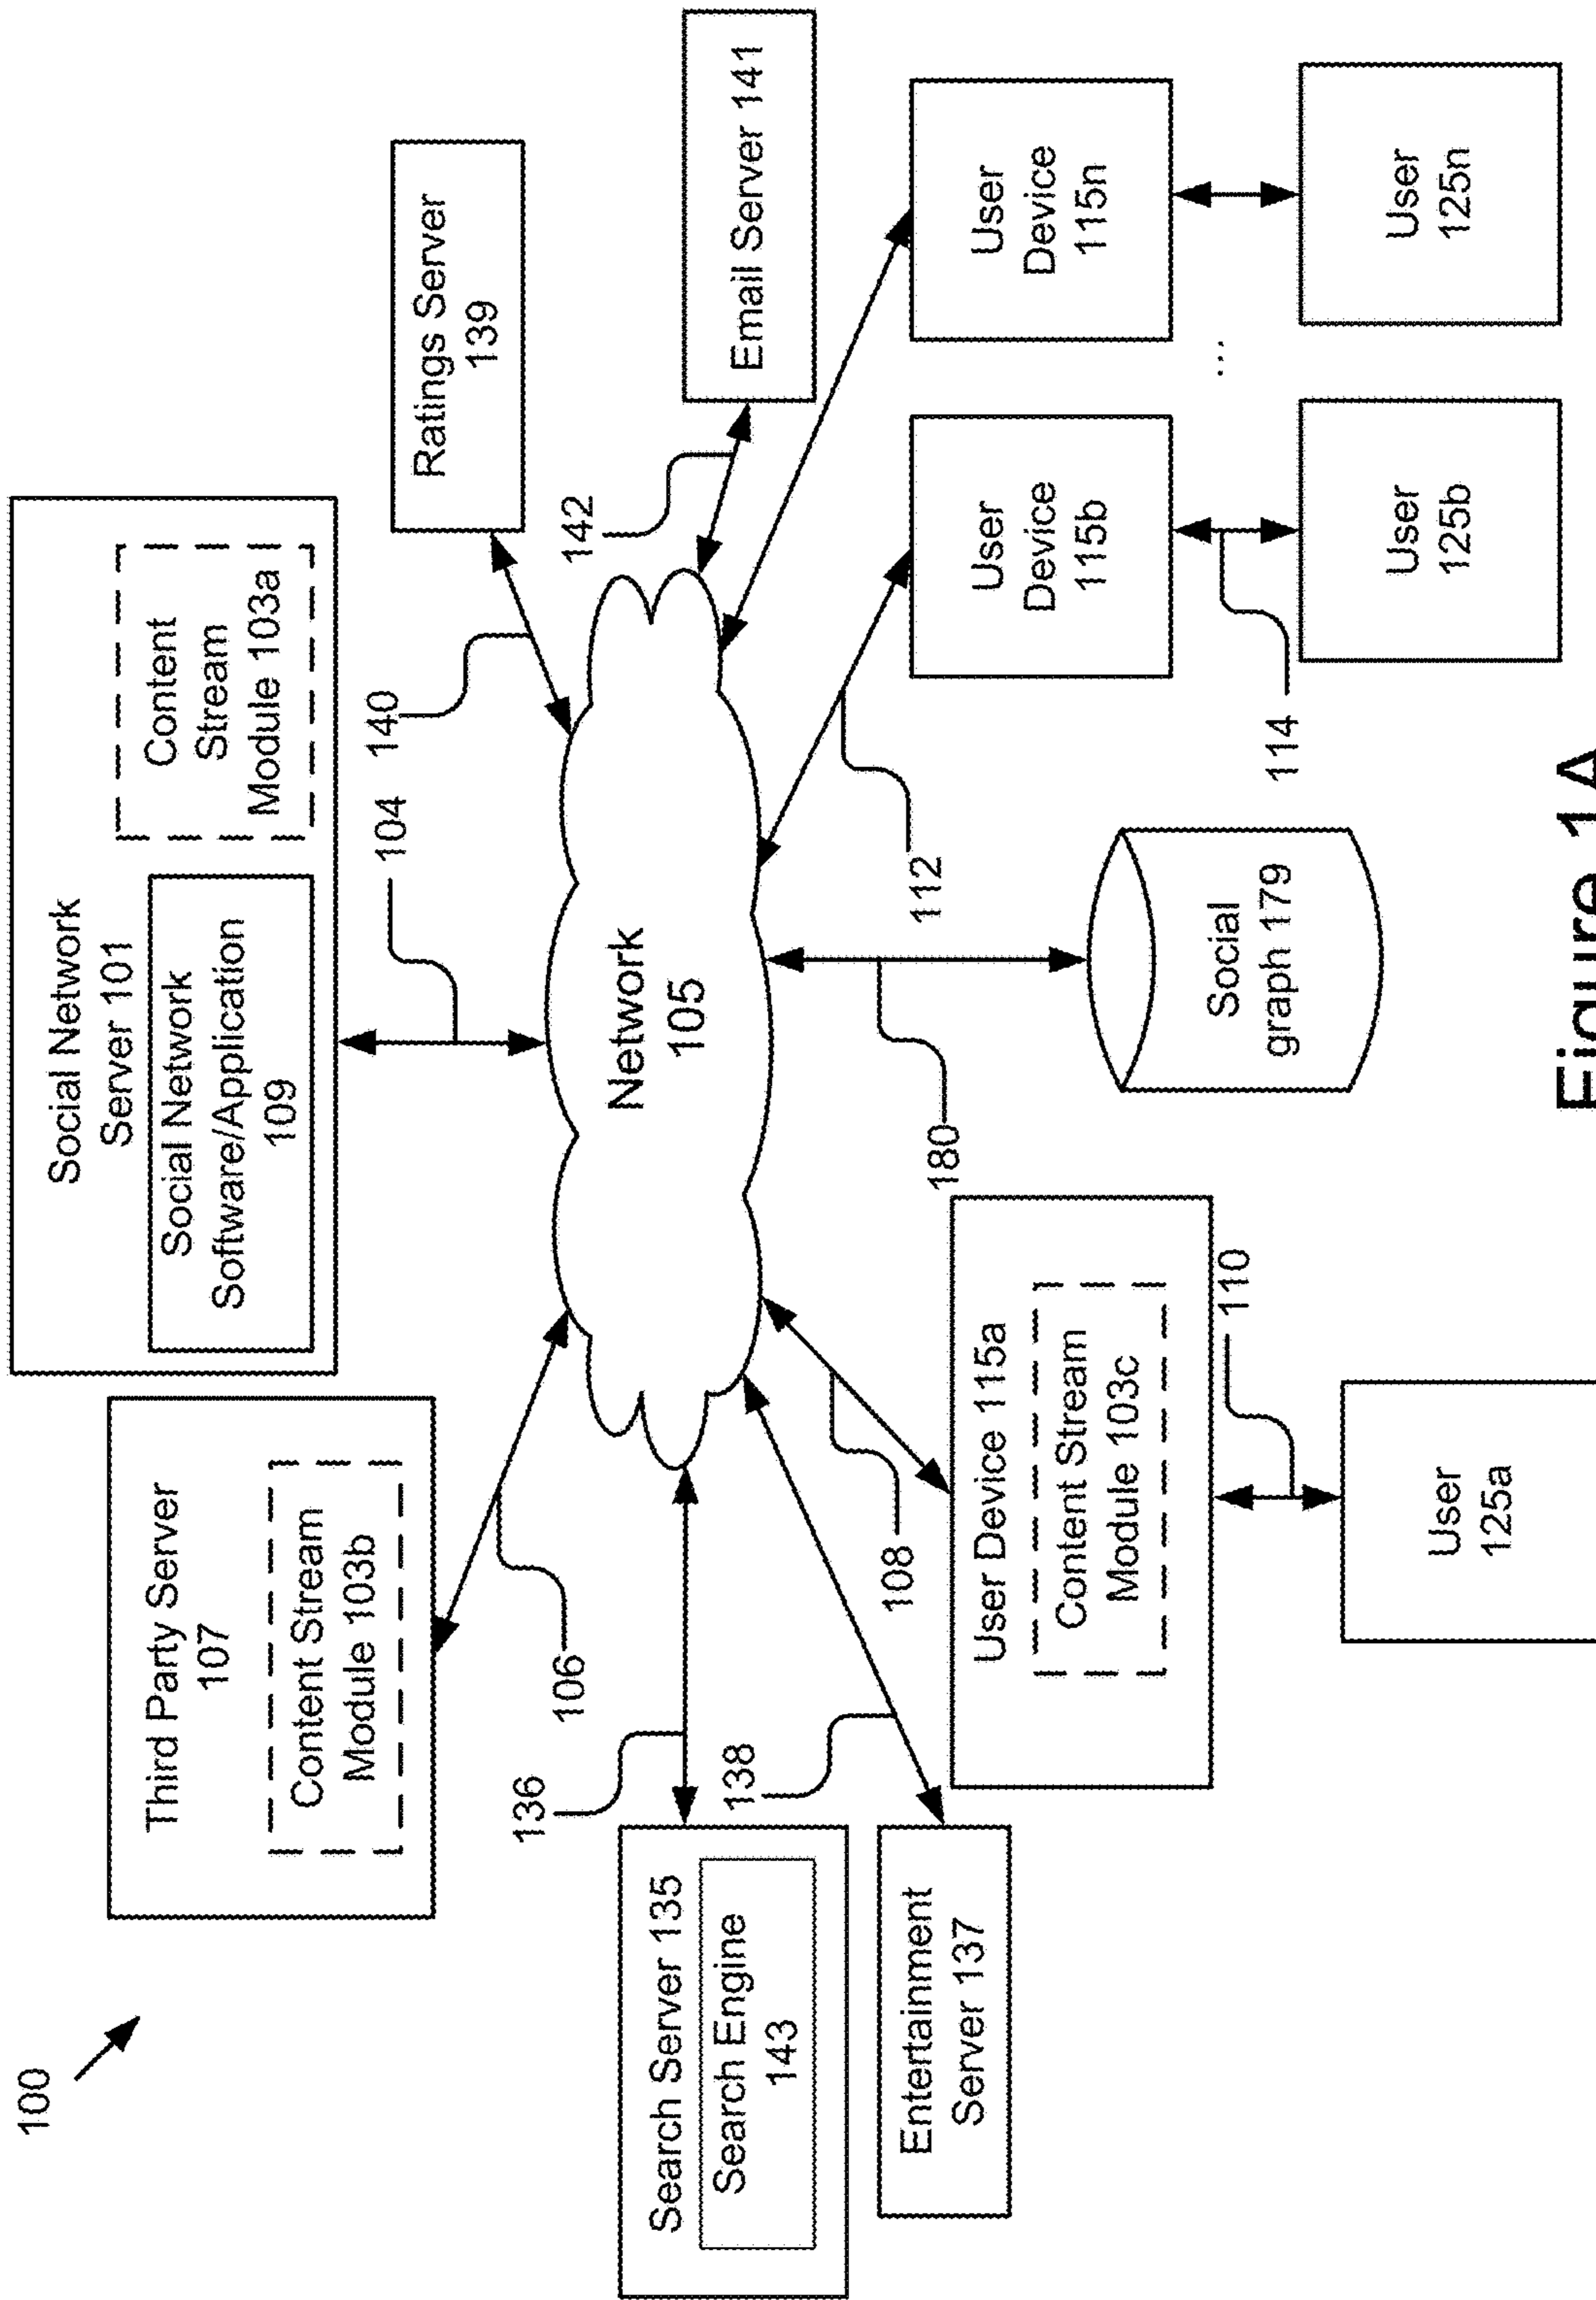 100
Social Network
Server 101
Social Network
Software/Application
109
Content
Stream
Module 103a
Third Party Server
107
Content Stream
Module 103b
104
140
Ratings Server
139
106
136
142
Search Server 135
Search Engine
143
Network
105
Email Server 141
138
108
180
112
Entertainment
Server 137
User Device 115a
Content Stream
Module 103c
User
Device
115b
User
Device
115n
...
110
Social
graph 179
114
User
125a
User
125b
User
125n
Figure 1A